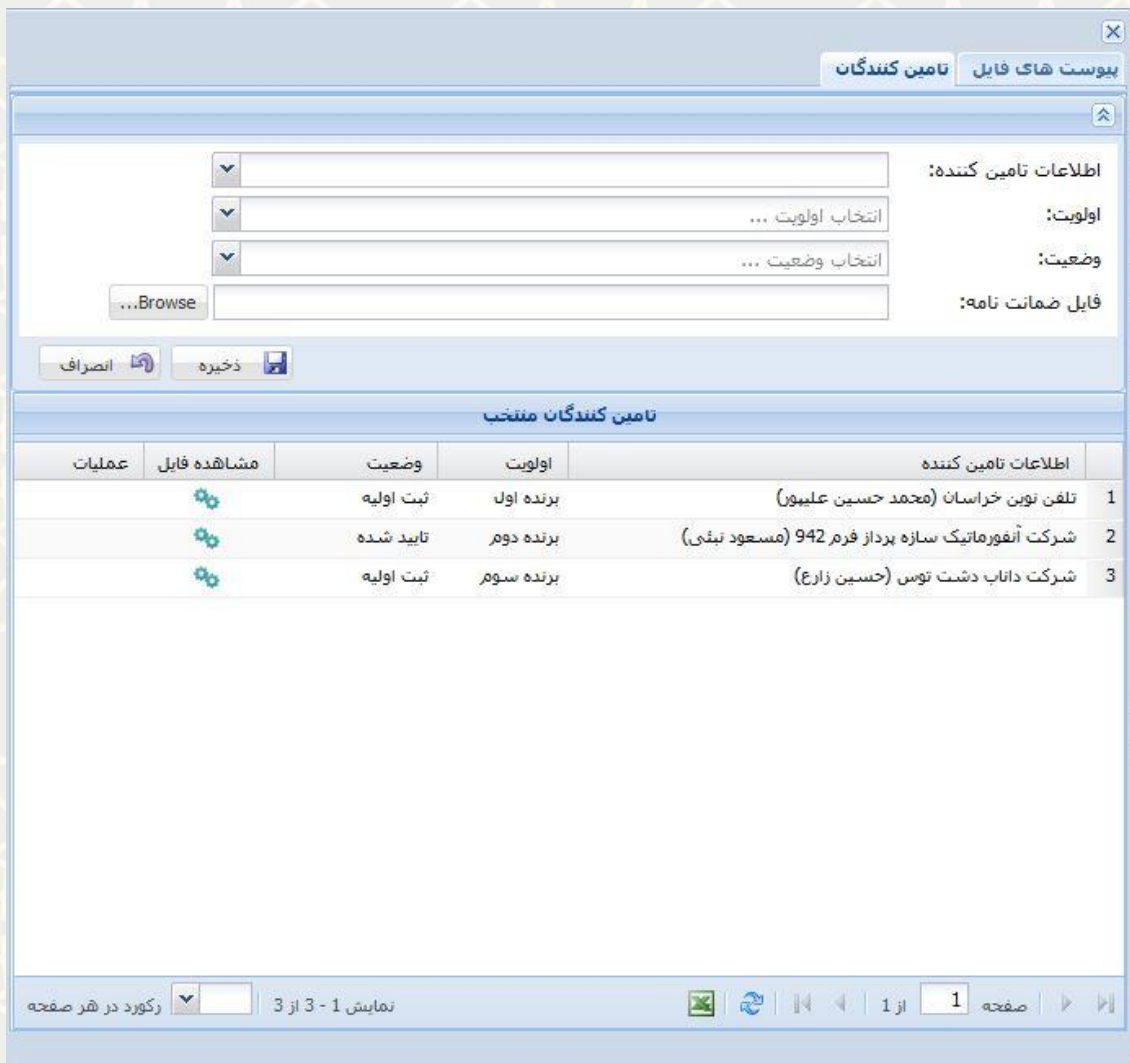 پیوست های فایل تامین کنندگان
اطلاعات تامین کننده:
اولویت: انتخاب اولویت ...
وضعیت: انتخاب وضعیت ...
فایل ضمانت نامه: Browse...
ذخیره انصراف
تامین کنندگان منتخب
اطلاعات تامین کننده اولویت وضعیت مشاهده فایل عملیات
1 تلفن نوین خراسان (محمد حسین علیپور) برنده اول ثبت اولیه
2 شرکت آنفورماتیک سازه پرداز فرم 942 (مسعود نبئی) برنده دوم تایید شده
3 شرکت داناب دشت توس (حسین زارع) برنده سوم ثبت اولیه
صفحه 1 از 1 نمایش 1 - 3 از 3 رکورد در هر صفحه